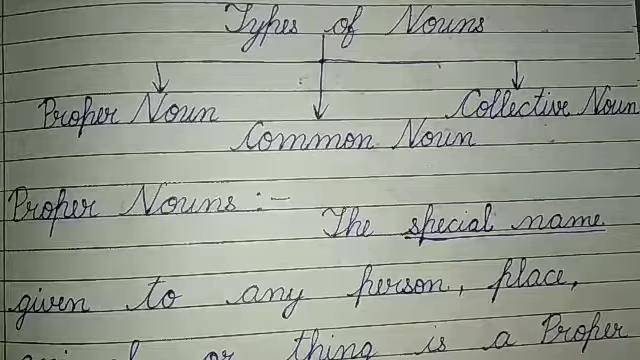 Types of Nouns
Proper Noun
Common Noun
Collective Noun
Proper Nouns :-
The special name
given to any person, place,
or thing is a Proper